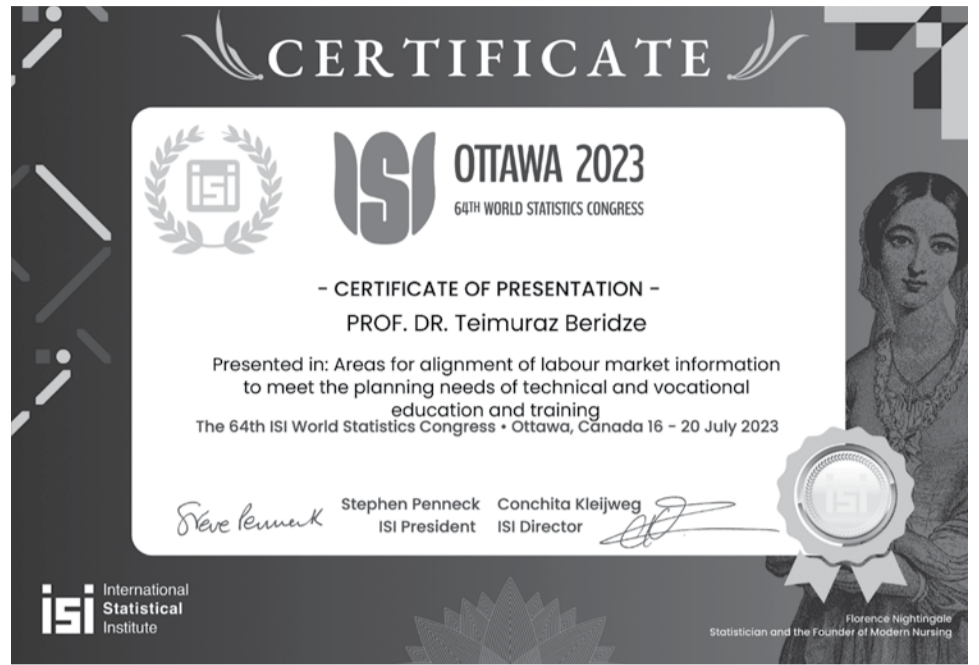 CERTIFICATE
isi
ISI
OTTAWA 2023
64TH WORLD STATISTICS CONGRESS
- CERTIFICATE OF PRESENTATION -
PROF. DR. Teimuraz Beridze
Presented in: Areas for alignment of labour market information
to meet the planning needs of technical and vocational
education and training
The 64th ISI World Statistics Congress • Ottawa, Canada 16 - 20 July 2023
Steve Penneck
Stephen Penneck
ISI President
Conchita Kleijweg
ISI Director
isi
isi
International
Statistical
Institute
Florence Nightingale
Statistician and the Founder of Modern Nursing